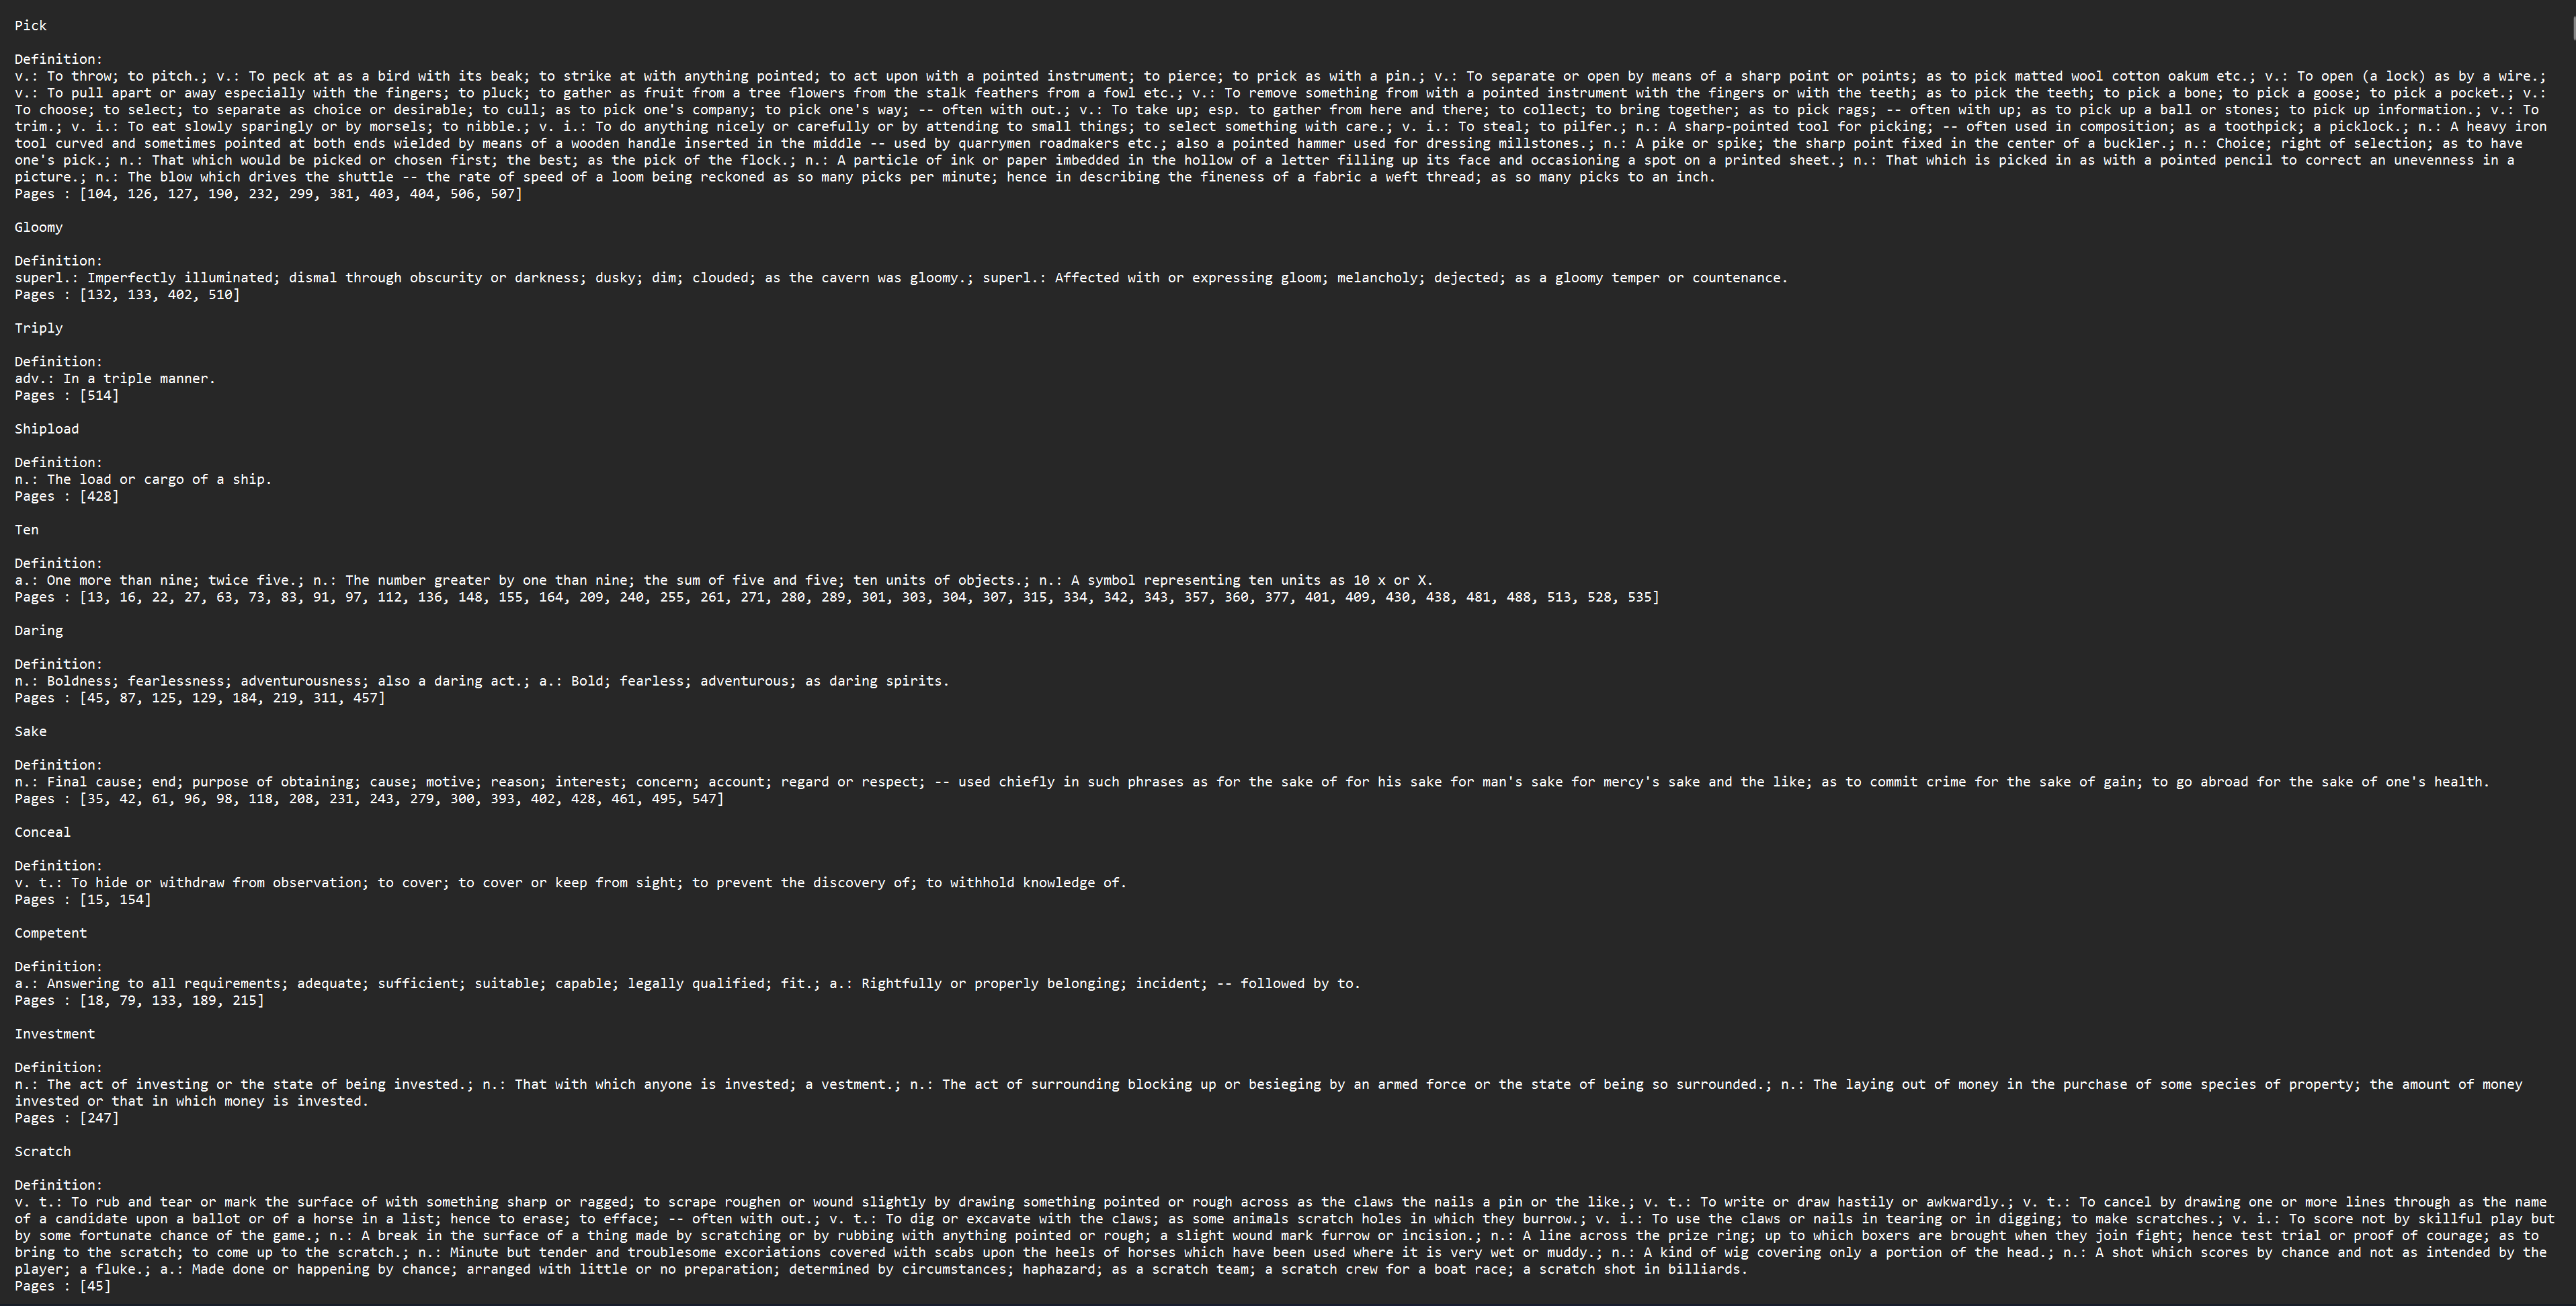 Pick
Definition:
v.: To throw; to pitch.; v.: To peck at as a bird with its beak; to strike at with anything pointed; to act upon with a pointed instrument; to pierce; to prick as with a pin.; v.: To separate or open by means of a sharp point or points; as to pick matted wool cotton oakum etc.; v.: To open (a lock) as by a wire.;
v.: To pull apart or away especially with the fingers; to pluck; to gather as fruit from a tree flowers from the stalk feathers from a fowl etc.; v.: To remove something from with a pointed instrument with the fingers or with the teeth; as to pick the teeth; to pick a bone; to pick a goose; to pick a pocket.; v.:
To choose; to select; to separate as choice or desirable; to cull; as to pick one's company; to pick one's way; -- often with out.; v.: To take up; esp. to gather from here and there; to collect; to bring together; as to pick rags; -- often with up; as to pick up a ball or stones; to pick up information.; v.: To
trim.; v. i.: To eat slowly sparingly or by morsels; to nibble.; v. i.: To do anything nicely or carefully or by attending to small things; to select something with care.; v. i.: To steal; to pilfer.; n.: A sharp-pointed tool for picking; -- often used in composition; as a toothpick; a picklock.; n.: A heavy iron
tool curved and sometimes pointed at both ends wielded by means of a wooden handle inserted in the middle -- used by quarrymen roadmakers etc.; also a pointed hammer used for dressing millstones.; n.: A pike or spike; the sharp point fixed in the center of a buckler.; n.: Choice; right of selection; as to have
one's pick.; n.: That which would be picked or chosen first; the best; as the pick of the flock.; n.: A particle of ink or paper imbedded in the hollow of a letter filling up its face and occasioning a spot on a printed sheet.; n.: That which is picked in as with a pointed pencil to correct an unevenness in a
picture.; n.: The blow which drives the shuttle -- the rate of speed of a loom being reckoned as so many picks per minute; hence in describing the fineness of a fabric a weft thread; as so many picks to an inch.
Pages : [104, 126, 127, 190, 232, 299, 381, 403, 404, 506, 507]
Gloomy
Definition:
superl.: Imperfectly illuminated; dismal through obscurity or darkness; dusky; dim; clouded; as the cavern was gloomy.; superl.: Affected with or expressing gloom; melancholy; dejected; as a gloomy temper or countenance.
Pages : [132, 133, 402, 510]
Triply
Definition:
adv.: In a triple manner.
Pages : [514]
Shipload
Definition:
n.: The load or cargo of a ship.
Pages : [428]
Ten
Definition:
a.: One more than nine; twice five.; n.: The number greater by one than nine; the sum of five and five; ten units of objects.; n.: A symbol representing ten units as 10 x or X.
Pages : [13, 16, 22, 27, 63, 73, 83, 91, 97, 112, 136, 148, 155, 164, 209, 240, 255, 261, 271, 280, 289, 301, 303, 304, 307, 315, 334, 342, 343, 357, 360, 377, 401, 409, 430, 438, 481, 488, 513, 528, 535]
Daring
Definition:
n.: Boldness; fearlessness; adventurousness; also a daring act.; a.: Bold; fearless; adventurous; as daring spirits.
Pages : [45, 87, 125, 129, 184, 219, 311, 457]
Sake
Definition:
n.: Final cause; end; purpose of obtaining; cause; motive; reason; interest; concern; account; regard or respect; -- used chiefly in such phrases as for the sake of for his sake for man's sake for mercy's sake and the like; as to commit crime for the sake of gain; to go abroad for the sake of one's health.
Pages : [35, 42, 61, 96, 98, 118, 208, 231, 243, 279, 300, 393, 402, 428, 461, 495, 547]
Conceal
Definition:
v. t.: To hide or withdraw from observation; to cover; to cover or keep from sight; to prevent the discovery of; to withhold knowledge of.
Pages : [15, 154]
Competent
Definition:
a.: Answering to all requirements; adequate; sufficient; suitable; capable; legally qualified; fit.; a.: Rightfully or properly belonging; incident; -- followed by to.
Pages : [18, 79, 133, 189, 215]
Investment
Definition:
n.: The act of investing or the state of being invested.; n.: That with which anyone is invested; a vestment.; n.: The act of surrounding blocking up or besieging by an armed force or the state of being so surrounded.; n.: The laying out of money in the purchase of some species of property; the amount of money
invested or that in which money is invested.
Pages : [247]
Scratch
Definition:
v. t.: To rub and tear or mark the surface of with something sharp or ragged; to scrape roughen or wound slightly by drawing something pointed or rough across as the claws the nails a pin or the like.; v. t.: To write or draw hastily or awkwardly.; v. t.: To cancel by drawing one or more lines through as the name
of a candidate upon a ballot or of a horse in a list; hence to erase; to efface; -- often with out.; v. t.: To dig or excavate with the claws; as some animals scratch holes in which they burrow.; v. i.: To use the claws or nails in tearing or in digging; to make scratches.; v. i.: To score not by skillful play but
by some fortunate chance of the game.; n.: A break in the surface of a thing made by scratching or by rubbing with anything pointed or rough; a slight wound mark furrow or incision.; n.: A line across the prize ring; up to which boxers are brought when they join fight; hence test trial or proof of courage; as to
bring to the scratch; to come up to the scratch.; n.: Minute but tender and troublesome excoriations covered with scabs upon the heels of horses which have been used where it is very wet or muddy.; n.: A kind of wig covering only a portion of the head.; n.: A shot which scores by chance and not as intended by the
player; a fluke.; a.: Made done or happening by chance; arranged with little or no preparation; determined by circumstances; haphazard; as a scratch team; a scratch crew for a boat race; a scratch shot in billiards.
Pages : [45]